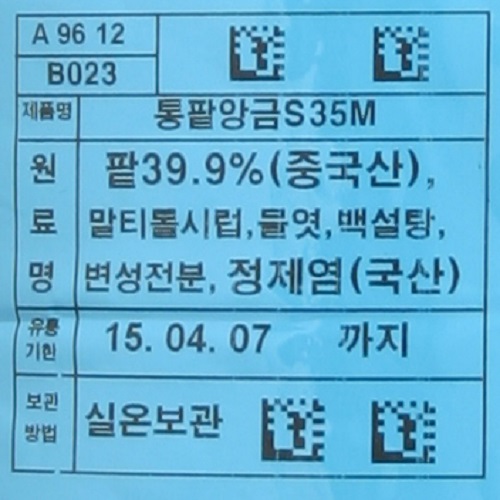 A 96 12
B023
제품명 통팥앙금S35M
원료명 팥39.9%(중국산),
말티톨시럽,물엿,백설탕,
변성전분, 정제염(국산)
유통기한 15. 04. 07 까지
보관방법 실온보관